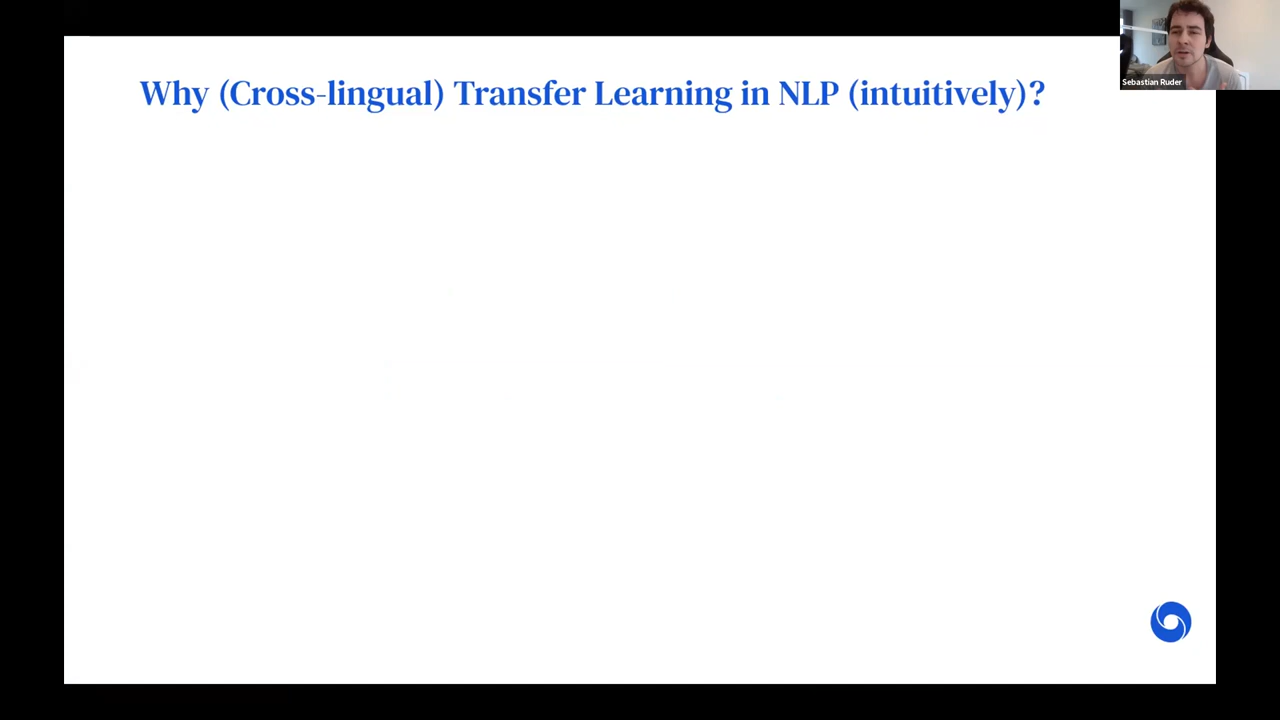 Why (Cross-lingual) Transfer Learning in NLP (intuitively)?
Sebastian Ruder